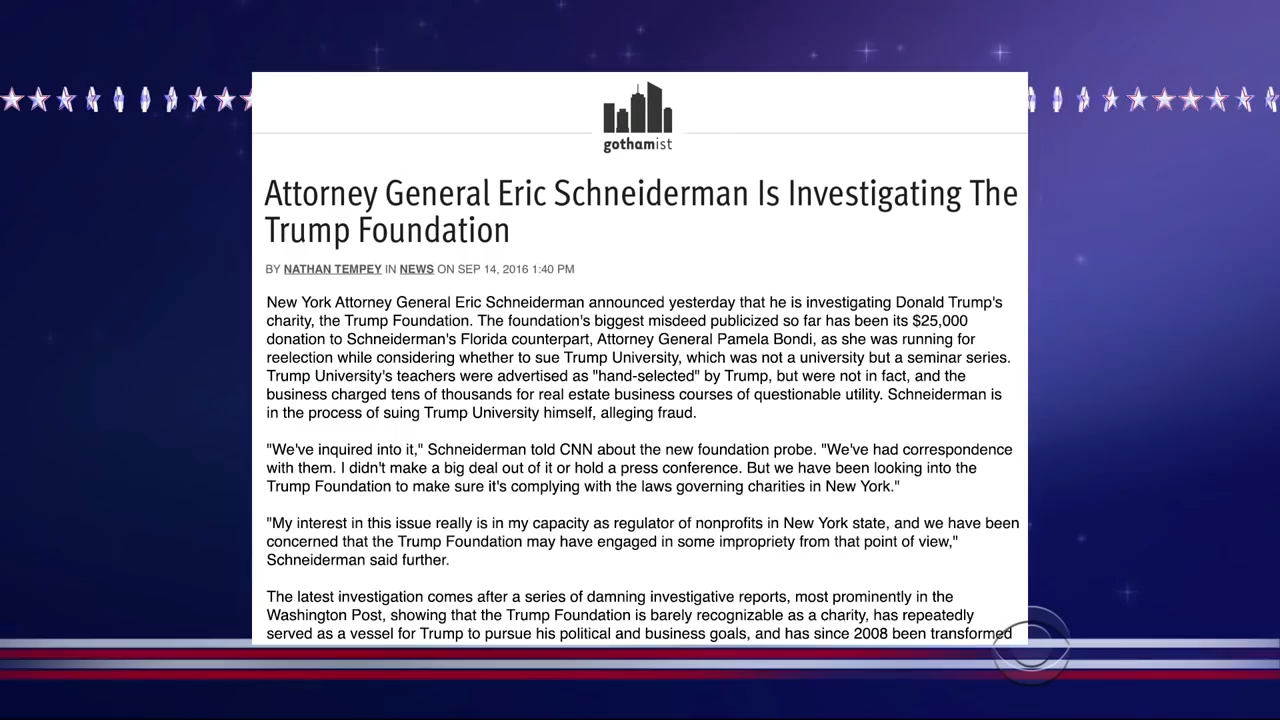 gothamist
Attorney General Eric Schneiderman Is Investigating The
Trump Foundation
BY NATHAN TEMPEY IN NEWS ON SEP 14, 2016 1:40 PM
New York Attorney General Eric Schneiderman announced yesterday that he is investigating Donald Trump's
charity, the Trump Foundation. The foundation's biggest misdeed publicized so far has been its $25,000
donation to Schneiderman's Florida counterpart, Attorney General Pamela Bondi, as she was running for
reelection while considering whether to sue Trump University, which was not a university but a seminar series.
Trump University's teachers were advertised as "hand-selected" by Trump, but were not in fact, and the
business charged tens of thousands for real estate business courses of questionable utility. Schneiderman is
in the process of suing Trump University himself, alleging fraud.
"We've inquired into it," Schneiderman told CNN about the new foundation probe. "We've had correspondence
with them. I didn't make a big deal out of it or hold a press conference. But we have been looking into the
Trump Foundation to make sure it's complying with the laws governing charities in New York."
"My interest in this issue really is in my capacity as regulator of nonprofits in New York state, and we have been
concerned that the Trump Foundation may have engaged in some impropriety from that point of view,"
Schneiderman said further.
The latest investigation comes after a series of damning investigative reports, most prominently in the
Washington Post, showing that the Trump Foundation is barely recognizable as a charity, has repeatedly
served as a vessel for Trump to pursue his political and business goals, and has since 2008 been transformed